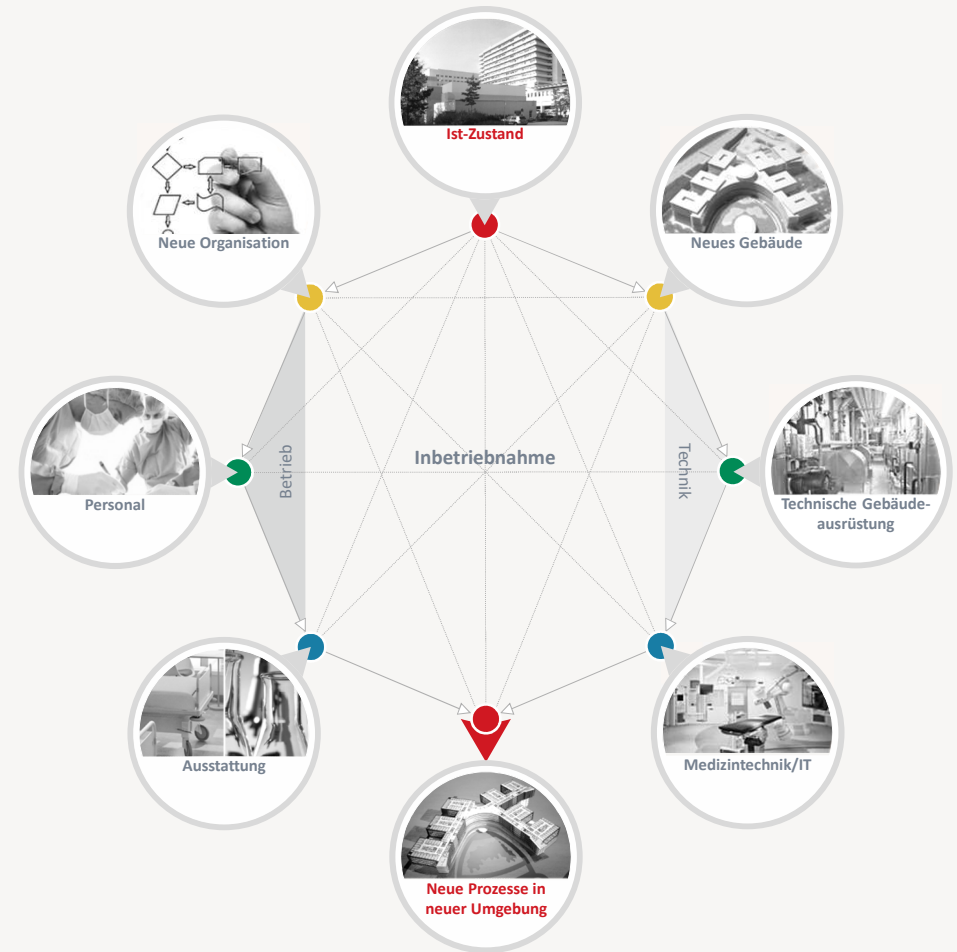 Ist-Zustand
Neue Organisation
Neues Gebäude
Betrieb
Inbetriebnahme
Technik
Personal
Technische Gebäude-
ausrüstung
Ausstattung
Medizintechnik/IT
Neue Prozesse in
neuer Umgebung